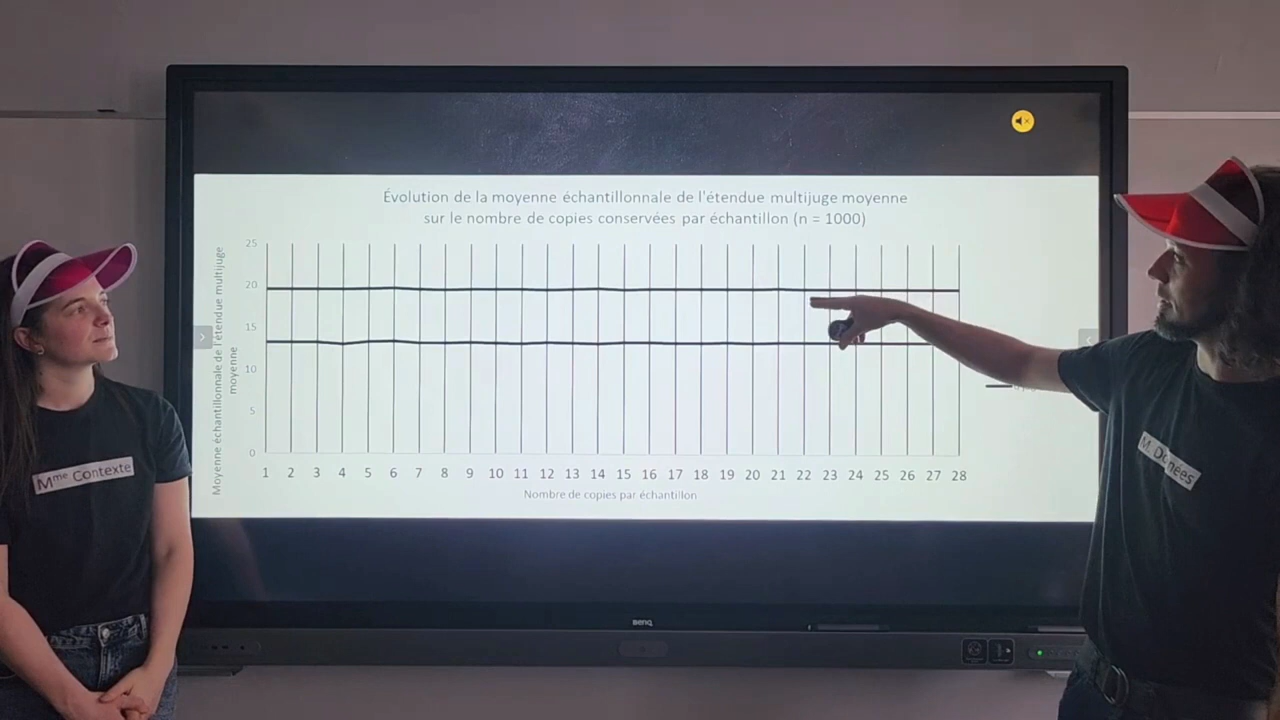 Évolution de la moyenne échantillonnale de l'étendue multijuge moyenne
sur le nombre de copies conservées par échantillon (n = 1000)
Moyenne échantillonnale de l'étendue multijuge
moyenne
25
20
15
10
5
0
1 2 3 4 5 6 7 8 9 10 11 12 13 14 15 16 17 18 19 20 21 22 23 24 25 26 27 28
Nombre de copies par échantillon
Mme Contexte
M. Données
BenQ